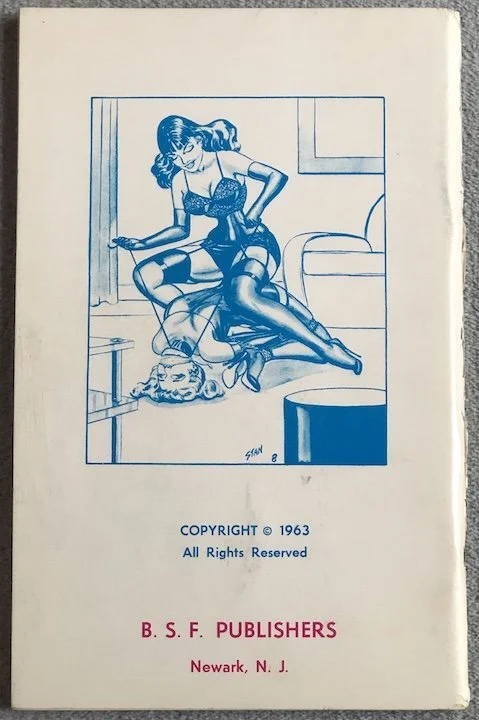 STAN
8
COPYRIGHT © 1963
All Rights Reserved
B. S. F. PUBLISHERS
Newark, N. J.